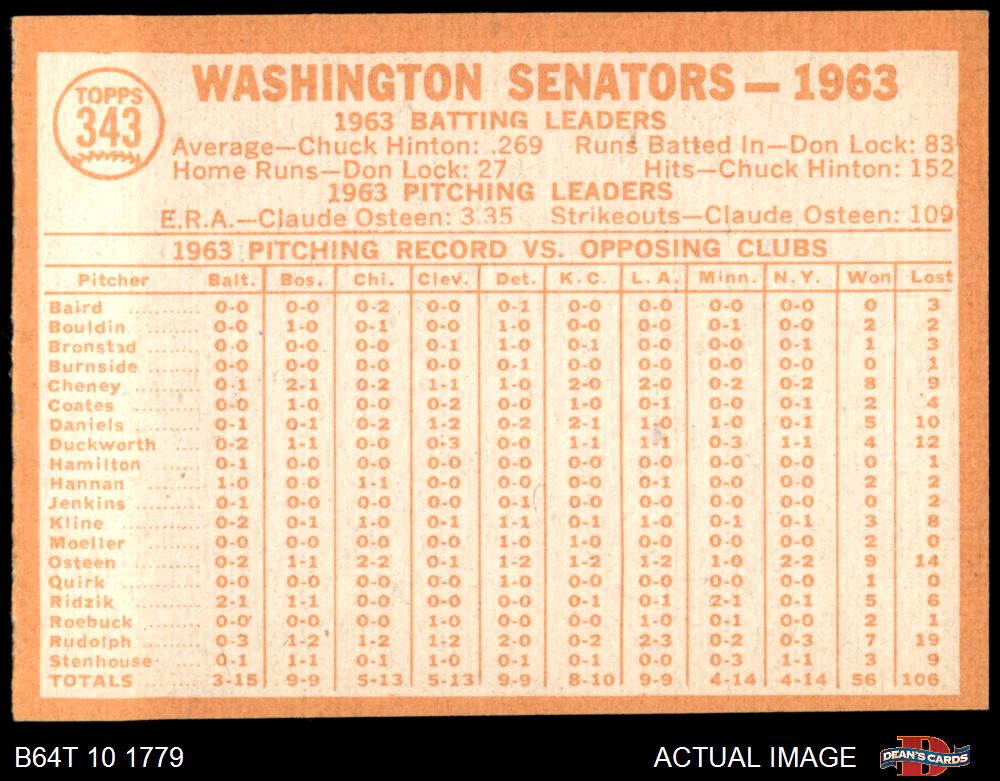 WASHINGTON SENATORS — 1963
TOPPS
343
1963 BATTING LEADERS
Average—Chuck Hinton: .269 Runs Batted In—Don Lock: 83
Home Runs—Don Lock: 27 Hits—Chuck Hinton: 152
1963 PITCHING LEADERS
E.R.A.—Claude Osteen: 3.35 Strikeouts—Claude Osteen: 109
1963 PITCHING RECORD VS. OPPOSING CLUBS
Pitcher Balt. Bos. Chi. Clev. Det. K.C. L.A. Minn. N.Y. Won Lost
Baird .......... 0-0 0-0 0-2 0-0 0-1 0-0 0-0 0-0 0-0 0 3
Bouldin ........ 0-0 1-0 0-1 0-0 1-0 0-0 0-0 0-1 0-0 2 2
Bronstad ....... 0-0 0-0 0-0 0-1 1-0 0-1 0-0 0-0 0-1 1 3
Burnside ....... 0-0 0-0 0-0 0-0 0-1 0-0 0-0 0-0 0-0 0 1
Cheney ......... 0-1 2-1 0-2 1-1 1-0 2-0 2-0 0-2 0-2 8 9
Coates ......... 0-0 1-0 0-0 0-2 0-0 1-0 0-1 0-0 0-1 2 4
Daniels ........ 0-1 0-1 0-2 1-2 0-2 2-1 1-0 1-0 0-1 5 10
Duckworth ...... 0-2 1-1 0-0 0-3 0-0 1-1 1-1 0-3 1-1 4 12
Hamilton ....... 0-1 0-0 0-0 0-0 0-0 0-0 0-0 0-0 0-0 0 1
Hannan ......... 1-0 0-0 1-1 0-0 0-0 0-0 0-1 0-0 0-0 2 2
Jenkins ........ 0-1 0-0 0-0 0-0 0-1 0-0 0-0 0-0 0-0 0 2
Kline .......... 0-2 0-1 1-0 0-1 1-1 0-1 1-0 0-1 0-1 3 8
Moeller ........ 0-0 0-0 0-0 0-0 1-0 1-0 0-0 0-0 0-0 2 0
Osteen ......... 0-2 1-1 2-2 0-1 1-2 1-2 1-2 1-0 2-2 9 14
Quirk .......... 0-0 0-0 0-0 0-0 1-0 0-0 0-0 0-0 0-0 1 0
Ridzik ......... 2-1 1-1 0-0 0-0 0-0 0-1 0-1 2-1 0-1 5 6
Roebuck ........ 0-0 0-0 0-0 1-0 0-0 0-0 1-0 0-1 0-0 2 1
Rudolph ........ 0-3 1-2 1-2 1-2 2-0 0-2 2-3 0-2 0-3 7 19
Stenhouse ...... 0-1 1-1 0-1 1-0 0-1 0-1 0-0 0-3 1-1 3 9
TOTALS ......... 3-15 9-9 5-13 5-13 9-9 8-10 9-9 4-14 4-14 56 106
B64T 10 1779 ACTUAL IMAGE
D
DEAN'S CARDS